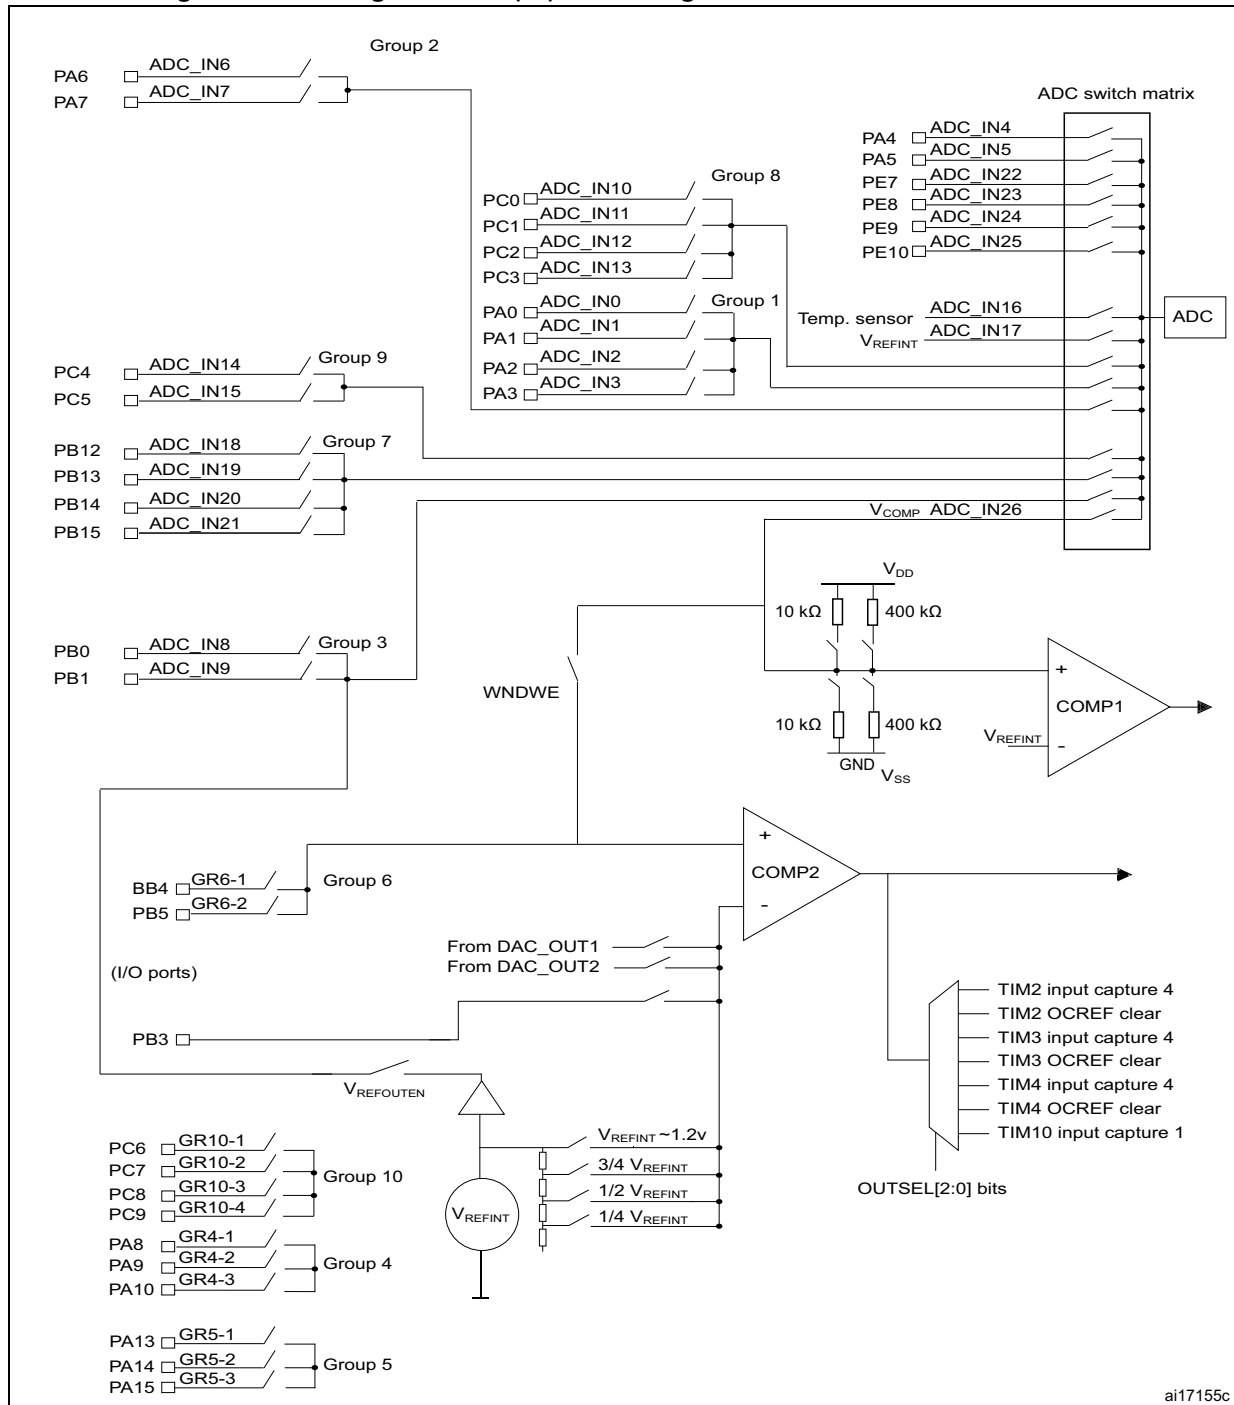 Group 2
PA6 ADC_IN6
PA7 ADC_IN7
ADC switch matrix
PA4 ADC_IN4
PA5 ADC_IN5
PE7 ADC_IN22
PE8 ADC_IN23
PE9 ADC_IN24
PE10 ADC_IN25
Group 8
PC0 ADC_IN10
PC1 ADC_IN11
PC2 ADC_IN12
PC3 ADC_IN13
PA0 ADC_IN0 Group 1
PA1 ADC_IN1
PA2 ADC_IN2
PA3 ADC_IN3
Temp. sensor ADC_IN16
VREFINT ADC_IN17
ADC
PC4 ADC_IN14 Group 9
PC5 ADC_IN15
PB12 ADC_IN18 Group 7
PB13 ADC_IN19
PB14 ADC_IN20
PB15 ADC_IN21
VCOMP ADC_IN26
VDD
10 kΩ 400 kΩ
PB0 ADC_IN8 Group 3
PB1 ADC_IN9
WNDWE
+
COMP1
-
VREFINT
10 kΩ 400 kΩ
GND
VSS
+
COMP2
-
BB4 GR6-1 Group 6
PB5 GR6-2
From DAC_OUT1
From DAC_OUT2
(I/O ports)
PB3
VREFOUTEN
TIM2 input capture 4
TIM2 OCREF clear
TIM3 input capture 4
TIM3 OCREF clear
TIM4 input capture 4
TIM4 OCREF clear
TIM10 input capture 1
OUTSEL[2:0] bits
VREFINT ~1.2v
3/4 VREFINT
1/2 VREFINT
1/4 VREFINT
VREFINT
PC6 GR10-1
PC7 GR10-2 Group 10
PC8 GR10-3
PC9 GR10-4
PA8 GR4-1
PA9 GR4-2 Group 4
PA10 GR4-3
PA13 GR5-1
PA14 GR5-2 Group 5
PA15 GR5-3
ai17155c